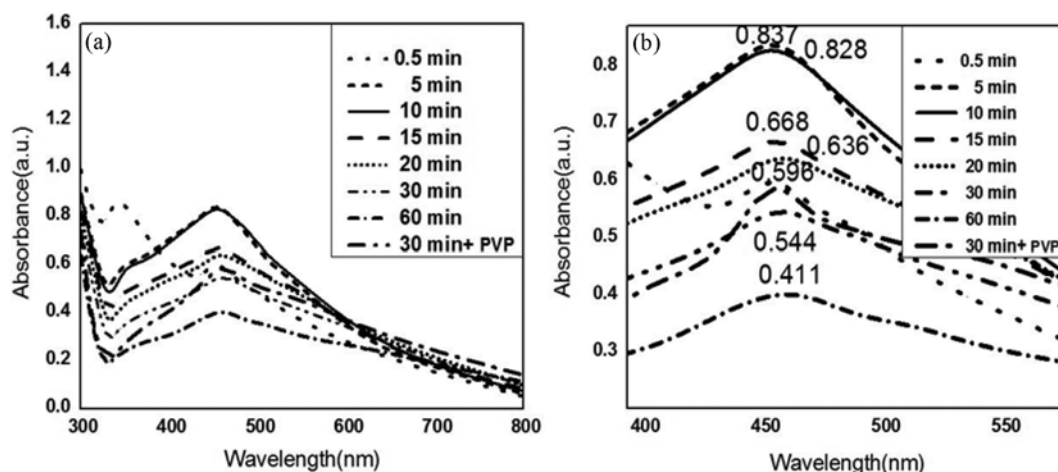 (a)
1.6
1.4
1.2
1.0
0.8
0.6
0.4
0.2
0.0
Absorbance(a.u.)
300 400 500 600 700 800
Wavelength(nm)
0.5 min
5 min
10 min
15 min
20 min
30 min
60 min
30 min+ PVP
(b)
0.8
0.7
0.6
0.5
0.4
0.3
Absorbance(a.u.)
400 450 500 550
Wavelength(nm)
0.837
0.828
0.668
0.636
0.596
0.544
0.411
0.5 min
5 min
10 min
15 min
20 min
30 min
60 min
30 min+ PVP